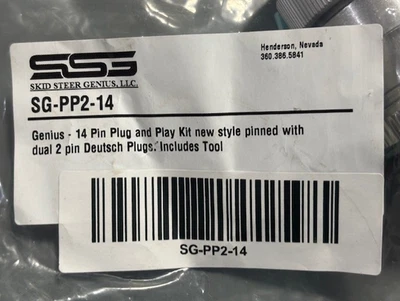 SSG
SKID STEER GENIUS, LLC.
Henderson, Nevada
360.386.5841
SG-PP2-14
Genius - 14 Pin Plug and Play Kit new style pinned with
dual 2 pin Deutsch Plugs. Includes Tool
SG-PP2-14